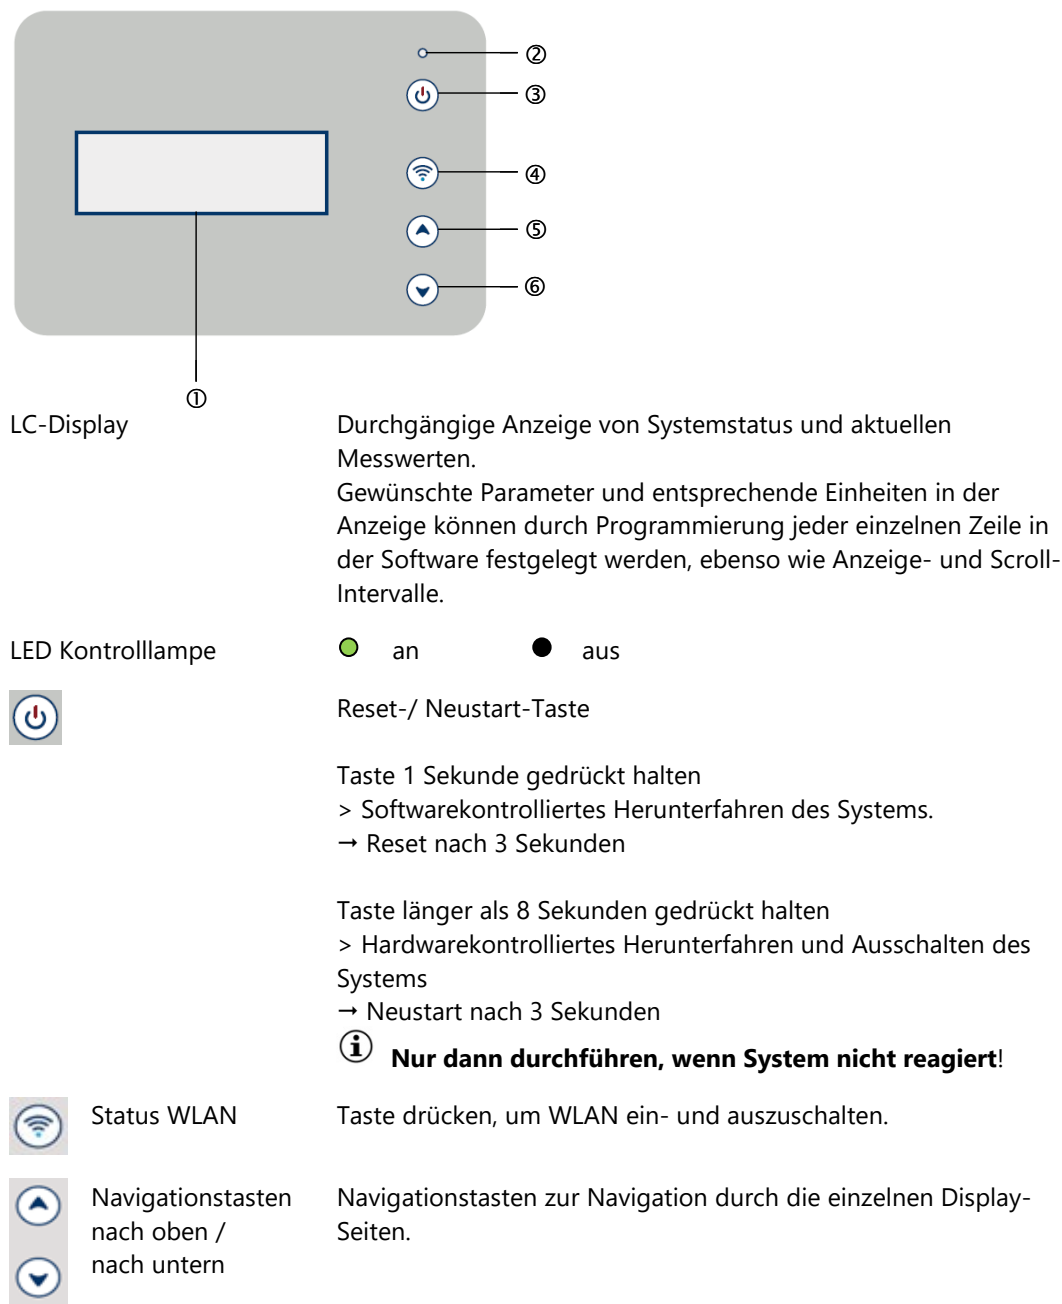 ②
③
④
⑤
⑥
①
LC-Display
Durchgängige Anzeige von Systemstatus und aktuellen
Messwerten.
Gewünschte Parameter und entsprechende Einheiten in der
Anzeige können durch Programmierung jeder einzelnen Zeile in
der Software festgelegt werden, ebenso wie Anzeige- und Scroll-
Intervalle.
LED Kontrolllampe an aus
Reset-/ Neustart-Taste
Taste 1 Sekunde gedrückt halten
> Softwarekontrolliertes Herunterfahren des Systems.
→ Reset nach 3 Sekunden
Taste länger als 8 Sekunden gedrückt halten
> Hardwarekontrolliertes Herunterfahren und Ausschalten des
Systems
→ Neustart nach 3 Sekunden
Nur dann durchführen, wenn System nicht reagiert!
Status WLAN
Taste drücken, um WLAN ein- und auszuschalten.
Navigationstasten
nach oben /
nach untern
Navigationstasten zur Navigation durch die einzelnen Display-
Seiten.